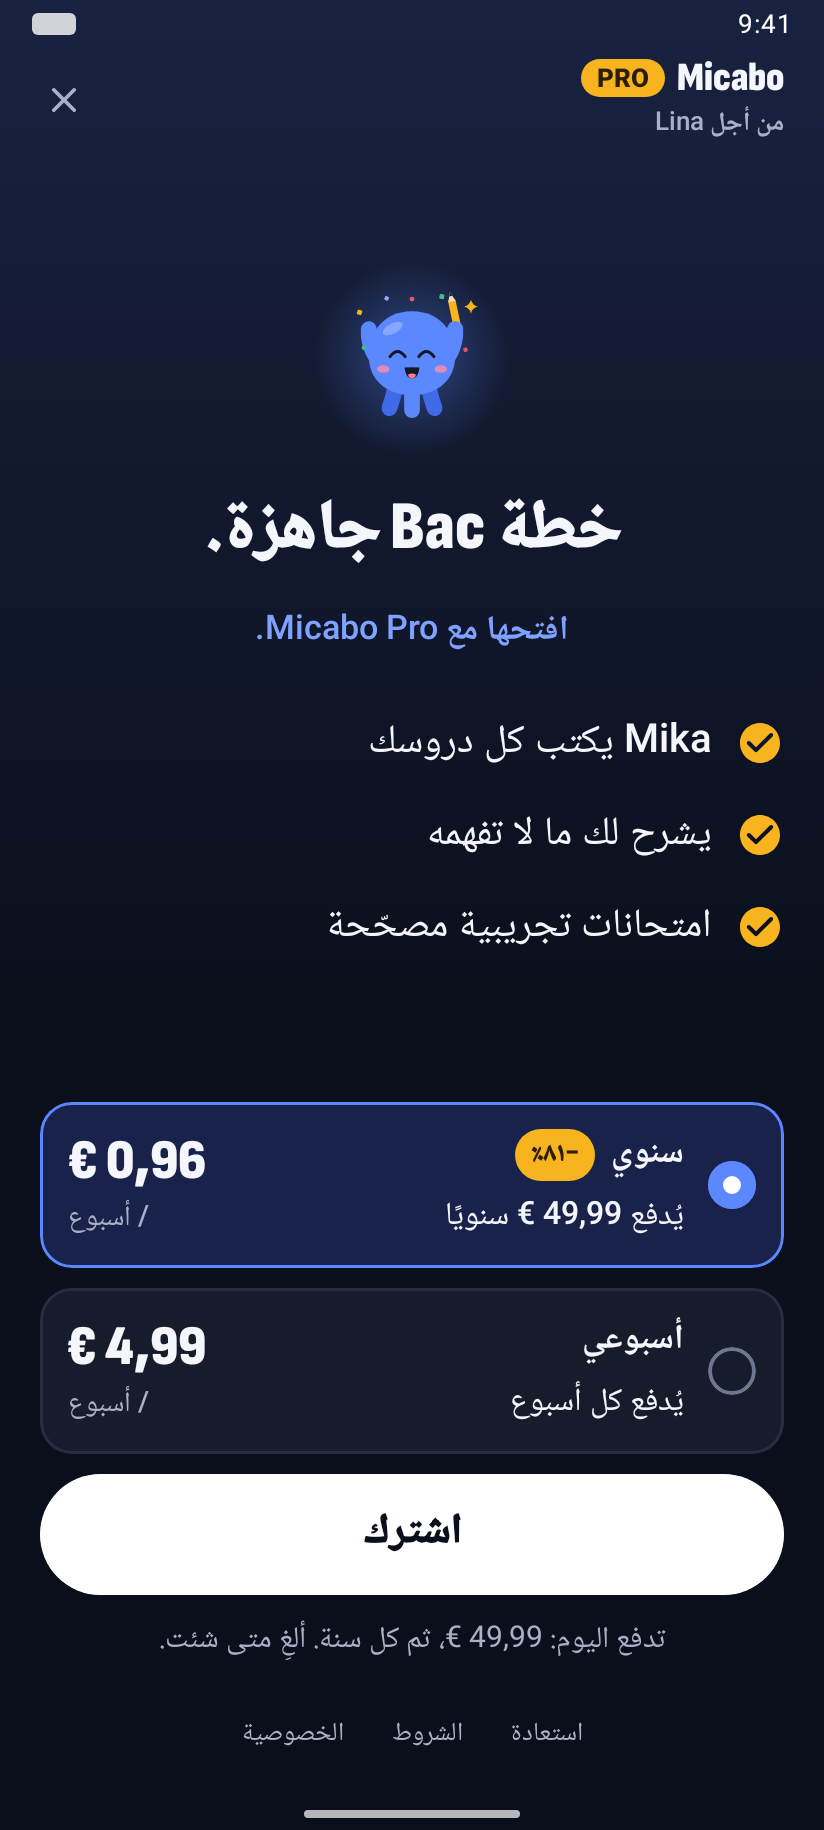 9:41
Micabo PRO
من أجل Lina
خطة Bac جاهزة.
افتحها مع Micabo Pro.
Mika يكتب كل دروسك
يشرح لك ما لا تفهمه
امتحانات تجريبية مصحّحة
سنوي −٨١٪
يُدفع 49,99 € سنويًا
0,96 €
/ أسبوع
أسبوعي
يُدفع كل أسبوع
4,99 €
/ أسبوع
اشترك
تدفع اليوم: 49,99 €، ثم كل سنة. ألغِ متى شئت.
استعادة الشروط الخصوصية